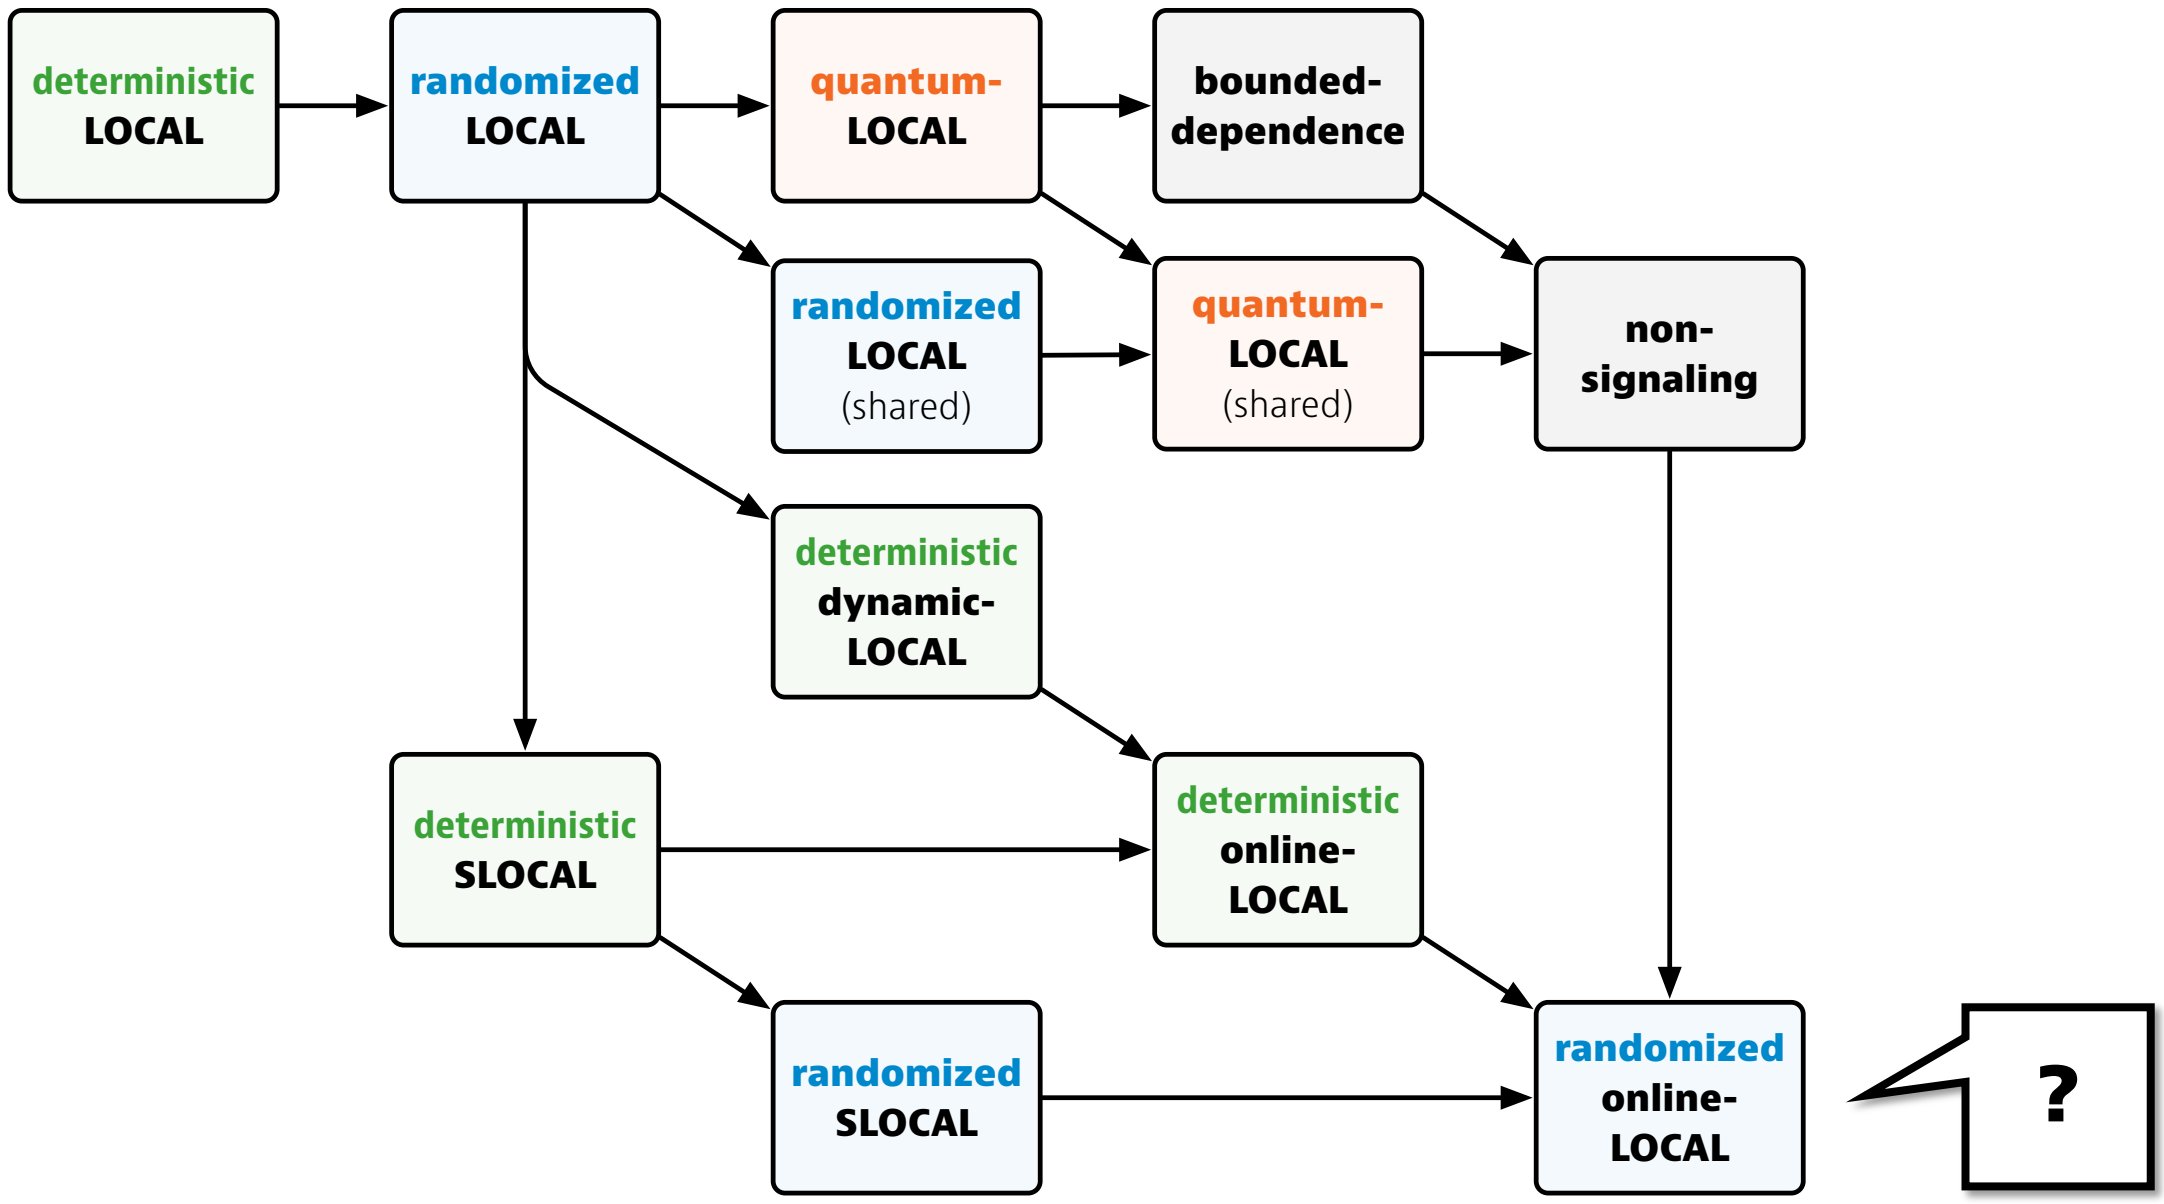 deterministic
LOCAL
randomized
LOCAL
quantum-
LOCAL
bounded-
dependence
randomized
LOCAL
(shared)
quantum-
LOCAL
(shared)
non-
signaling
deterministic
dynamic-
LOCAL
deterministic
SLOCAL
deterministic
online-
LOCAL
randomized
SLOCAL
randomized
online-
LOCAL
?